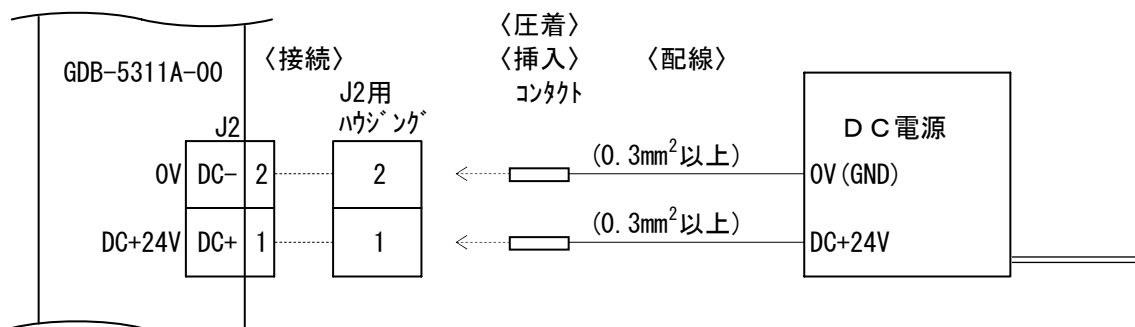 〈圧着〉
GDB-5311A-00 〈接続〉 〈挿入〉 〈配線〉
J2用 コンタクト
J2 ハウジング DC電源
0V DC- 2 2 (0.3mm²以上) 0V(GND)
DC+24V DC+ 1 1 (0.3mm²以上) DC+24V